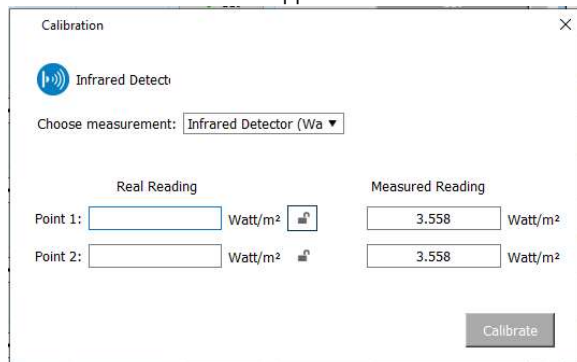 Calibration
Infrared Detect
Choose measurement: Infrared Detector (Wa
Real Reading Measured Reading
Point 1: Watt/m² 3.558 Watt/m²
Point 2: Watt/m² 3.558 Watt/m²
Calibrate